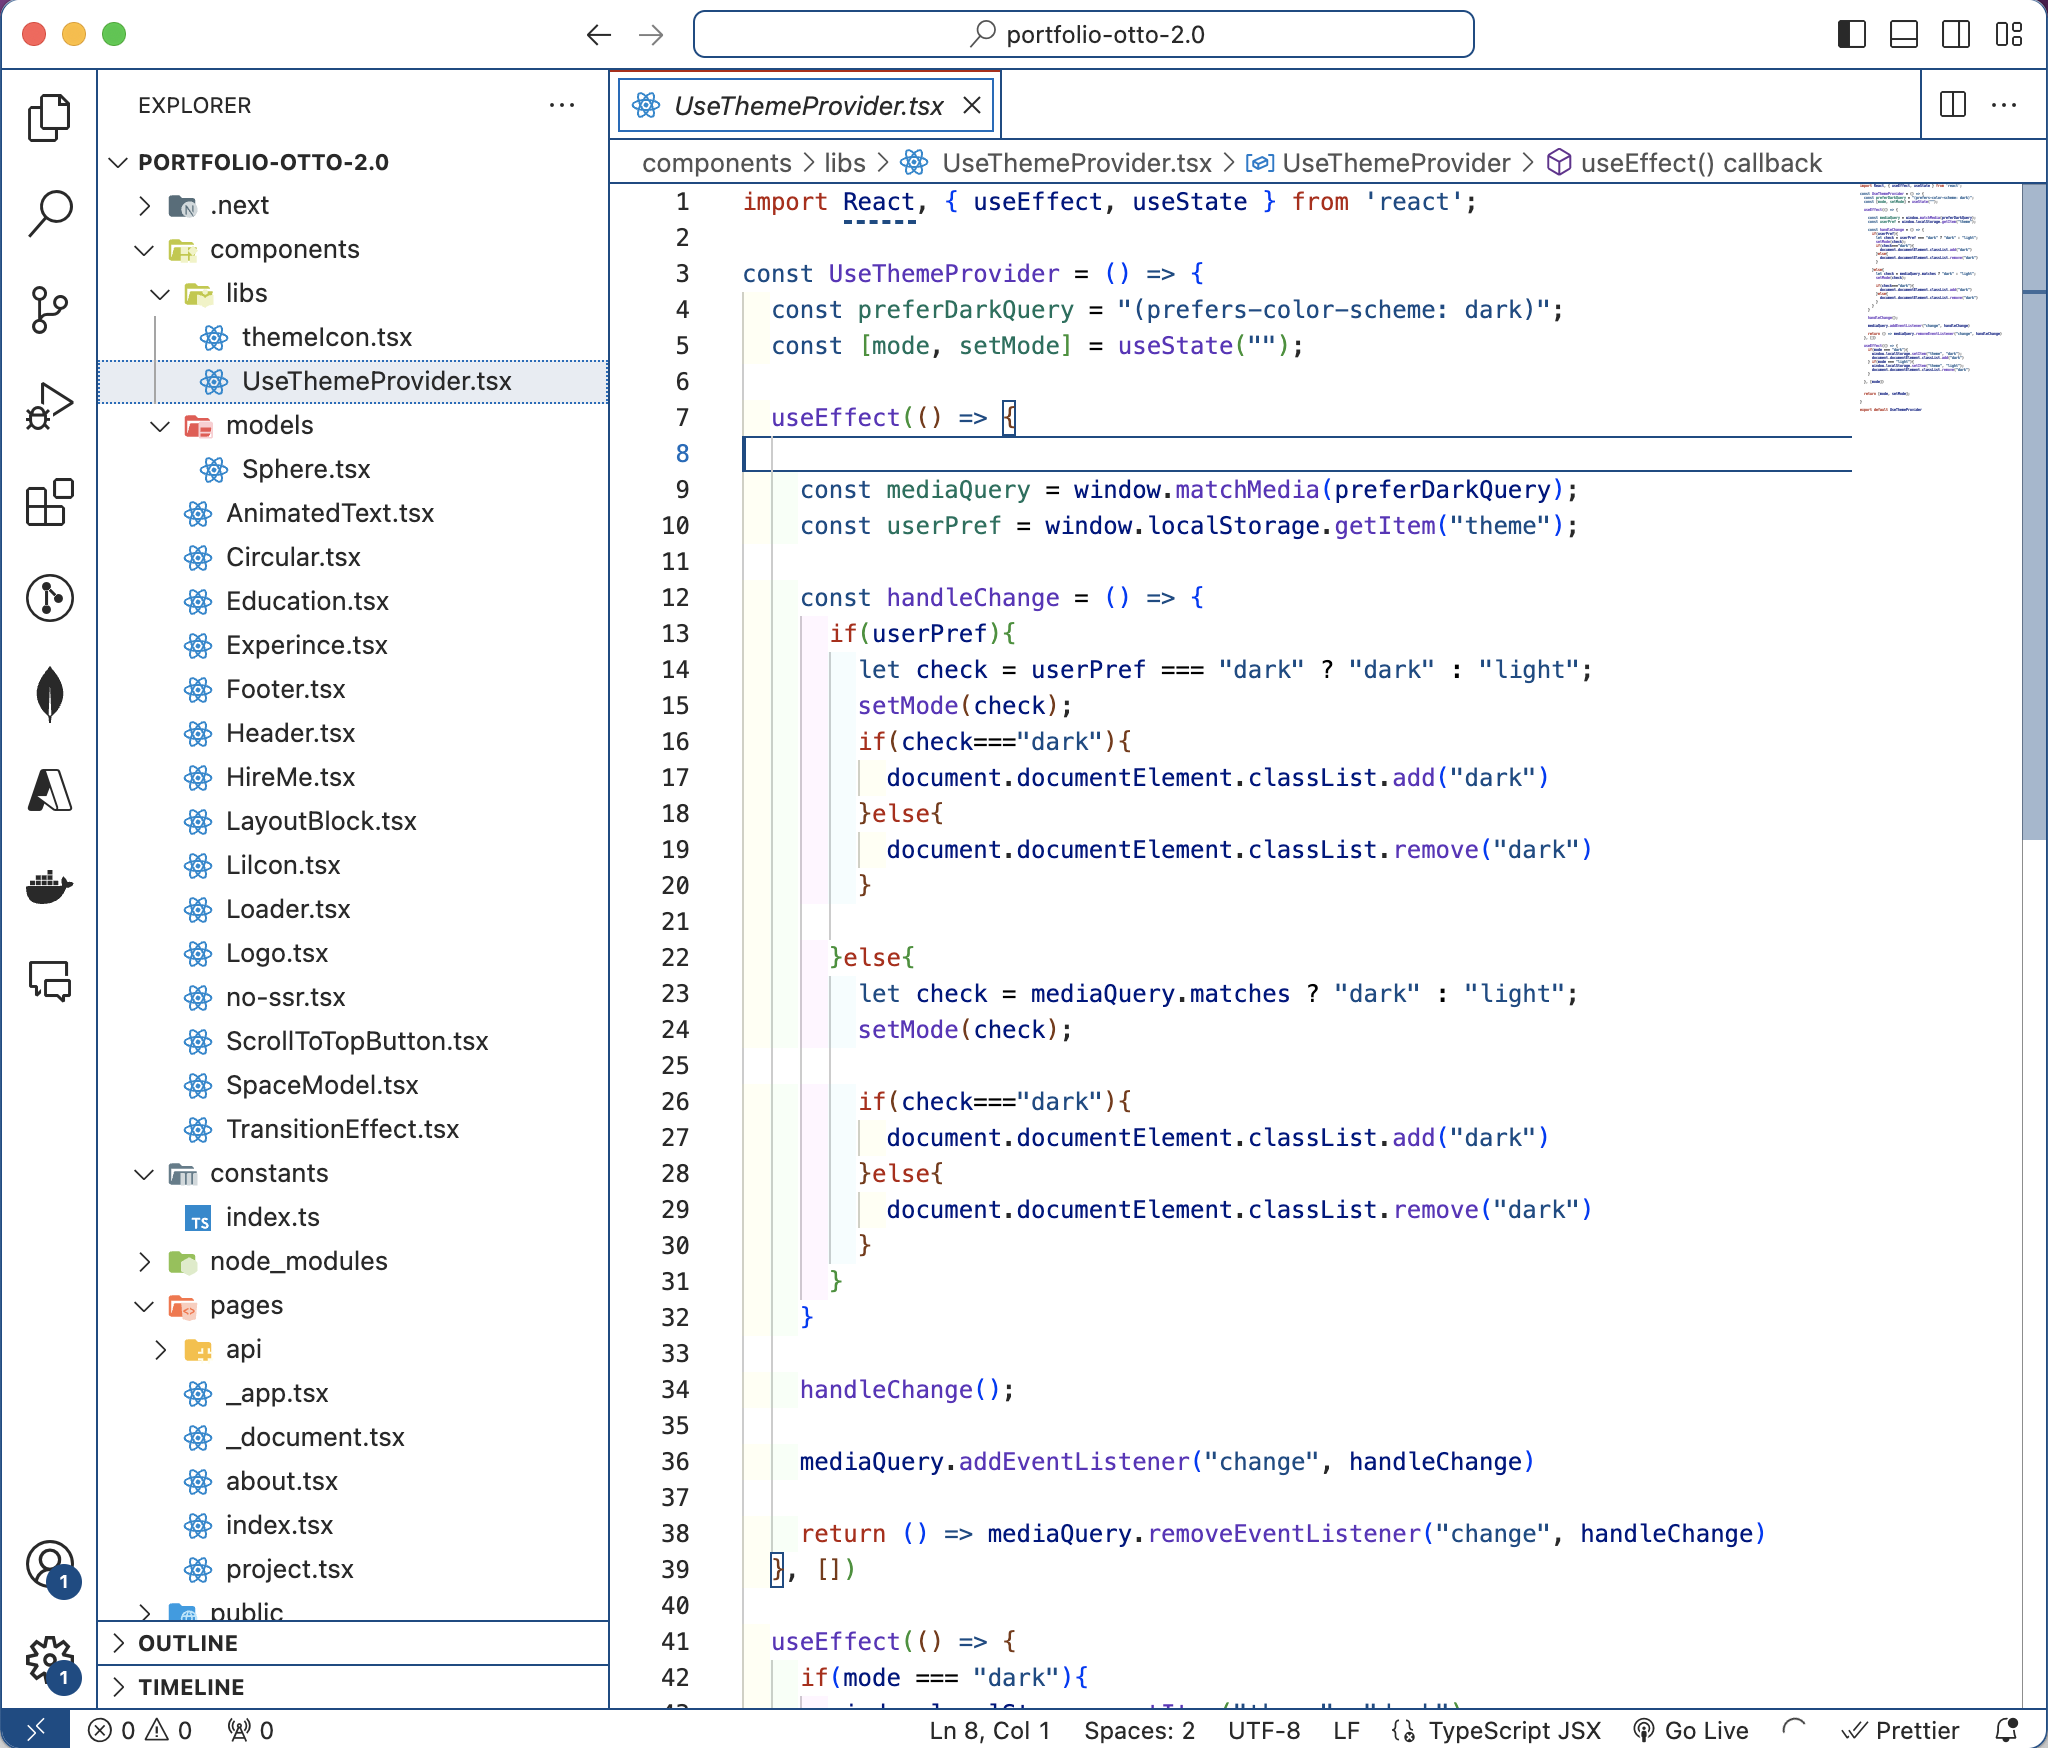 portfolio-otto-2.0
EXPLORER
PORTFOLIO-OTTO-2.0
.next
components
libs
themeIcon.tsx
UseThemeProvider.tsx
models
Sphere.tsx
AnimatedText.tsx
Circular.tsx
Education.tsx
Experince.tsx
Footer.tsx
Header.tsx
HireMe.tsx
LayoutBlock.tsx
LiIcon.tsx
Loader.tsx
Logo.tsx
no-ssr.tsx
ScrollToTopButton.tsx
SpaceModel.tsx
TransitionEffect.tsx
constants
TS index.ts
node_modules
pages
api
_app.tsx
_document.tsx
about.tsx
index.tsx
project.tsx
public
OUTLINE
TIMELINE
1
1
UseThemeProvider.tsx
components > libs > UseThemeProvider.tsx > UseThemeProvider > useEffect() callback
1 import React, { useEffect, useState } from 'react';
2
3 const UseThemeProvider = () => {
4 const preferDarkQuery = "(prefers-color-scheme: dark)";
5 const [mode, setMode] = useState("");
6
7 useEffect(() => {
8
9 const mediaQuery = window.matchMedia(preferDarkQuery);
10 const userPref = window.localStorage.getItem("theme");
11
12 const handleChange = () => {
13 if(userPref){
14 let check = userPref === "dark" ? "dark" : "light";
15 setMode(check);
16 if(check==="dark"){
17 document.documentElement.classList.add("dark")
18 }else{
19 document.documentElement.classList.remove("dark")
20 }
21
22 }else{
23 let check = mediaQuery.matches ? "dark" : "light";
24 setMode(check);
25
26 if(check==="dark"){
27 document.documentElement.classList.add("dark")
28 }else{
29 document.documentElement.classList.remove("dark")
30 }
31 }
32 }
33
34 handleChange();
35
36 mediaQuery.addEventListener("change", handleChange)
37
38 return () => mediaQuery.removeEventListener("change", handleChange)
39 }, [])
40
41 useEffect(() => {
42 if(mode === "dark"){
0 0 0
Ln 8, Col 1 Spaces: 2 UTF-8 LF TypeScript JSX Go Live Prettier